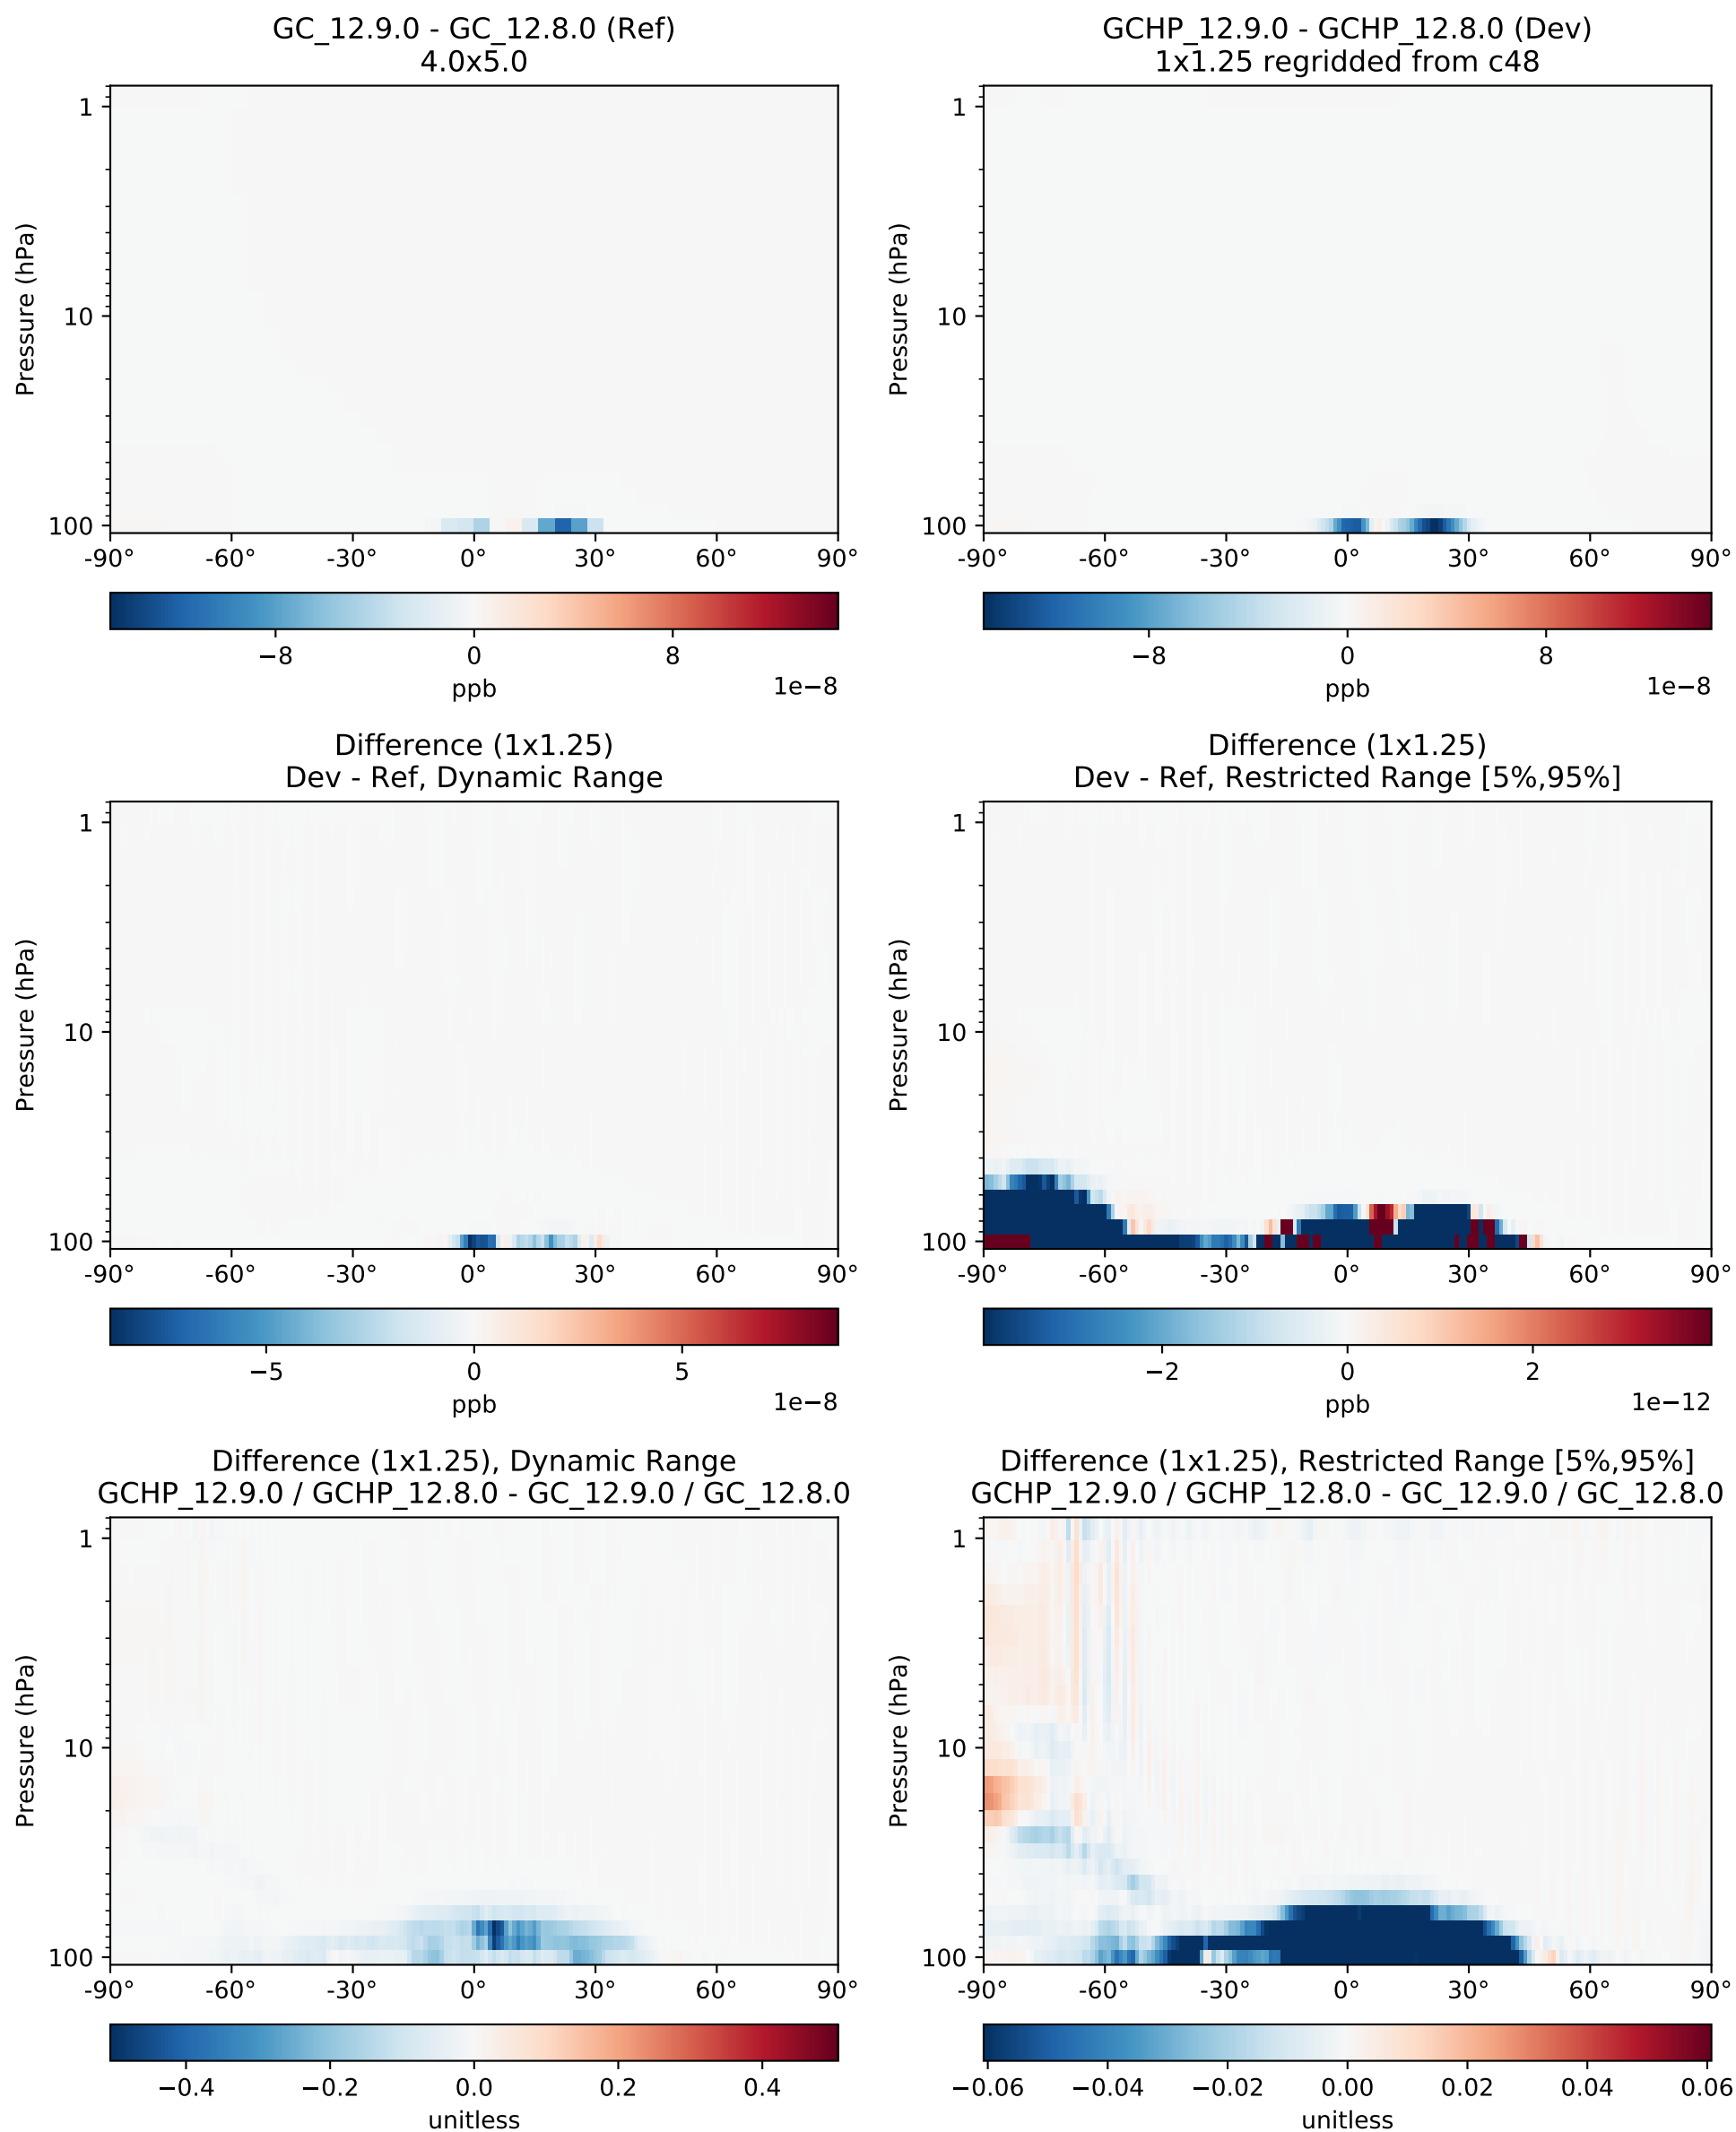 GC_12.9.0 - GC_12.8.0 (Ref)
4.0x5.0
Pressure (hPa)
1
10
100
-90° -60° -30° 0° 30° 60° 90°
−8 0 8
ppb
1e−8
GCHP_12.9.0 - GCHP_12.8.0 (Dev)
1x1.25 regridded from c48
Pressure (hPa)
1
10
100
-90° -60° -30° 0° 30° 60° 90°
−8 0 8
ppb
1e−8
Difference (1x1.25)
Dev - Ref, Dynamic Range
Pressure (hPa)
1
10
100
-90° -60° -30° 0° 30° 60° 90°
−5 0 5
ppb
1e−8
Difference (1x1.25)
Dev - Ref, Restricted Range [5%,95%]
Pressure (hPa)
1
10
100
-90° -60° -30° 0° 30° 60° 90°
−2 0 2
ppb
1e−12
Difference (1x1.25), Dynamic Range
GCHP_12.9.0 / GCHP_12.8.0 - GC_12.9.0 / GC_12.8.0
Pressure (hPa)
1
10
100
-90° -60° -30° 0° 30° 60° 90°
−0.4 −0.2 0.0 0.2 0.4
unitless
Difference (1x1.25), Restricted Range [5%,95%]
GCHP_12.9.0 / GCHP_12.8.0 - GC_12.9.0 / GC_12.8.0
Pressure (hPa)
1
10
100
-90° -60° -30° 0° 30° 60° 90°
−0.06 −0.04 −0.02 0.00 0.02 0.04 0.06
unitless